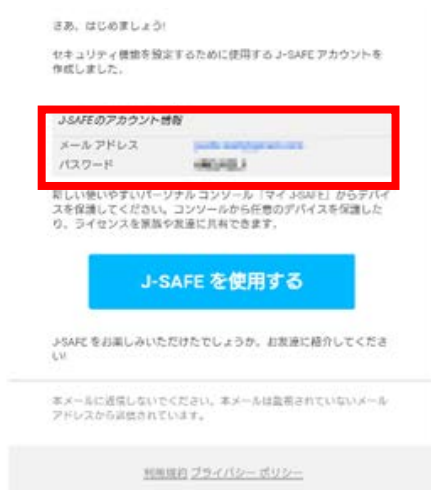 さあ、はじめましょう!
セキュリティ機能を設定するために使用する J-SAFE アカウントを
作成しました。
J-SAFEのアカウント情報
メール アドレス
パスワード
新しい使いやすいパーソナル コンソール「マイ J-SAFE」からデバイ
スを保護してください。コンソールから任意のデバイスを保護した
り、ライセンスを家族や友達に共有できます。
J-SAFE を使用する
J-SAFE をお楽しみいただけたでしょうか。お友達に紹介してくださ
い!
本メールに返信しないでください。本メールは監視されていないメール
アドレスから送信されています。
利用規約 プライバシー ポリシー